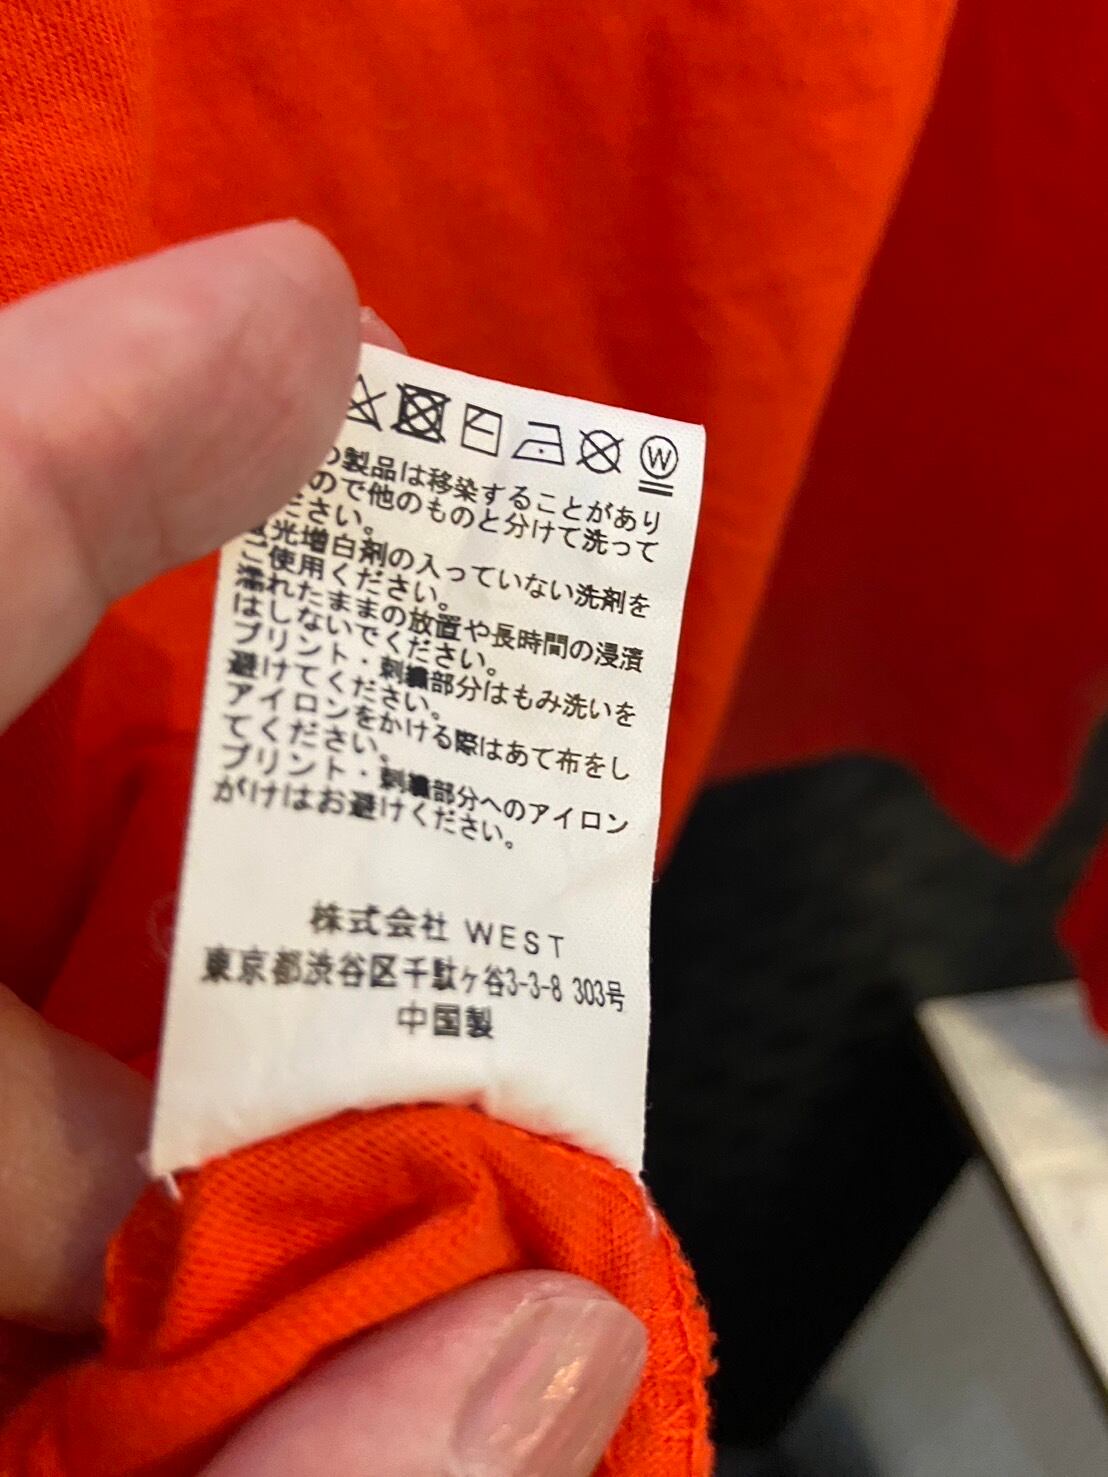 の製品は移染することがあり
ので他のものと分けて洗って
ださい。
蛍光増白剤の入っていない洗剤を
ご使用ください。
濡れたままの放置や長時間の浸漬
はしないでください。
プリント・刺繍部分はもみ洗いを
避けてください。
アイロンをかける際はあて布をし
てください。
プリント・刺繍部分へのアイロン
がけはお避けください。
株式会社 WEST
東京都渋谷区千駄ヶ谷3-3-8 303号
中国製